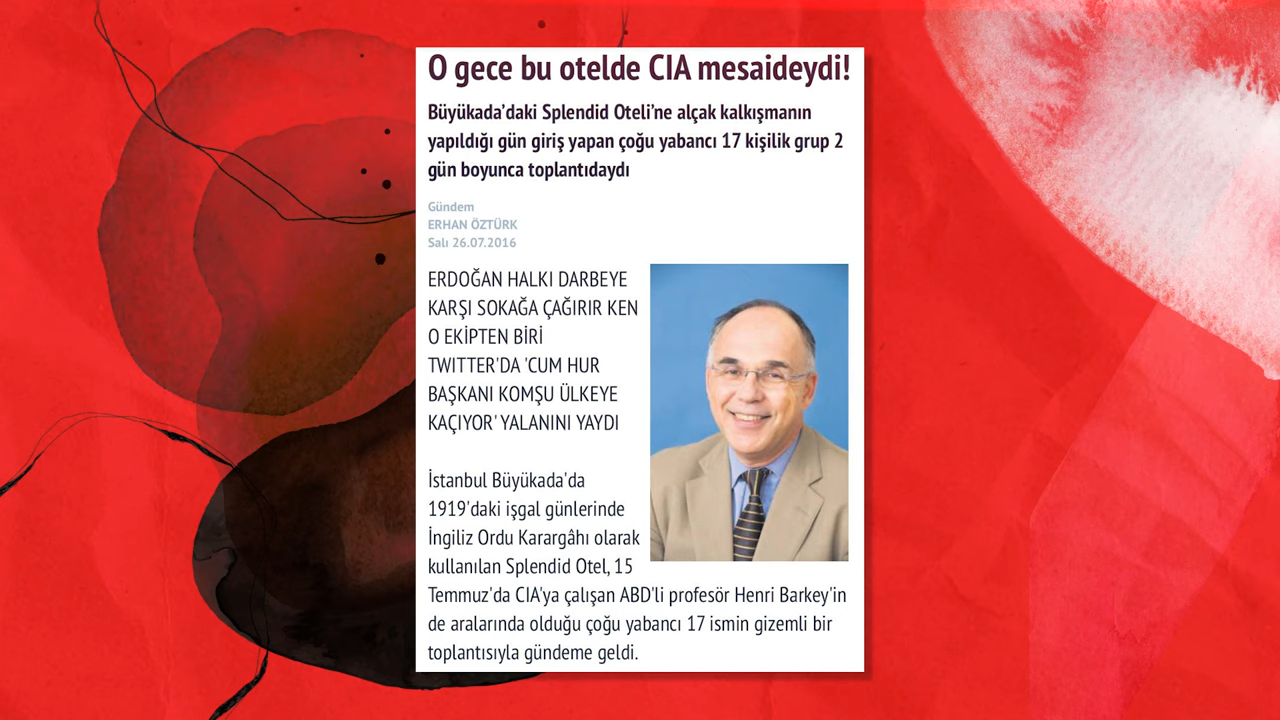 O gece bu otelde CIA mesaideydi!
Büyükada'daki Splendid Oteli'ne alçak kalkışmanın
yapıldığı gün giriş yapan çoğu yabancı 17 kişilik grup 2
gün boyunca toplantıdaydı
Gündem
ERHAN ÖZTÜRK
Salı 26.07.2016
ERDOĞAN HALKI DARBEYE
KARŞI SOKAĞA ÇAĞIRIR KEN
O EKİPTEN BİRİ
TWITTER'DA 'CUM HUR
BAŞKANI KOMŞU ÜLKEYE
KAÇIYOR' YALANINI YAYDI
İstanbul Büyükada'da
1919'daki işgal günlerinde
İngiliz Ordu Karargâhı olarak
kullanılan Splendid Otel, 15
Temmuz'da CIA'ya çalışan ABD'li profesör Henri Barkey'in
de aralarında olduğu çoğu yabancı 17 ismin gizemli bir
toplantısıyla gündeme geldi.